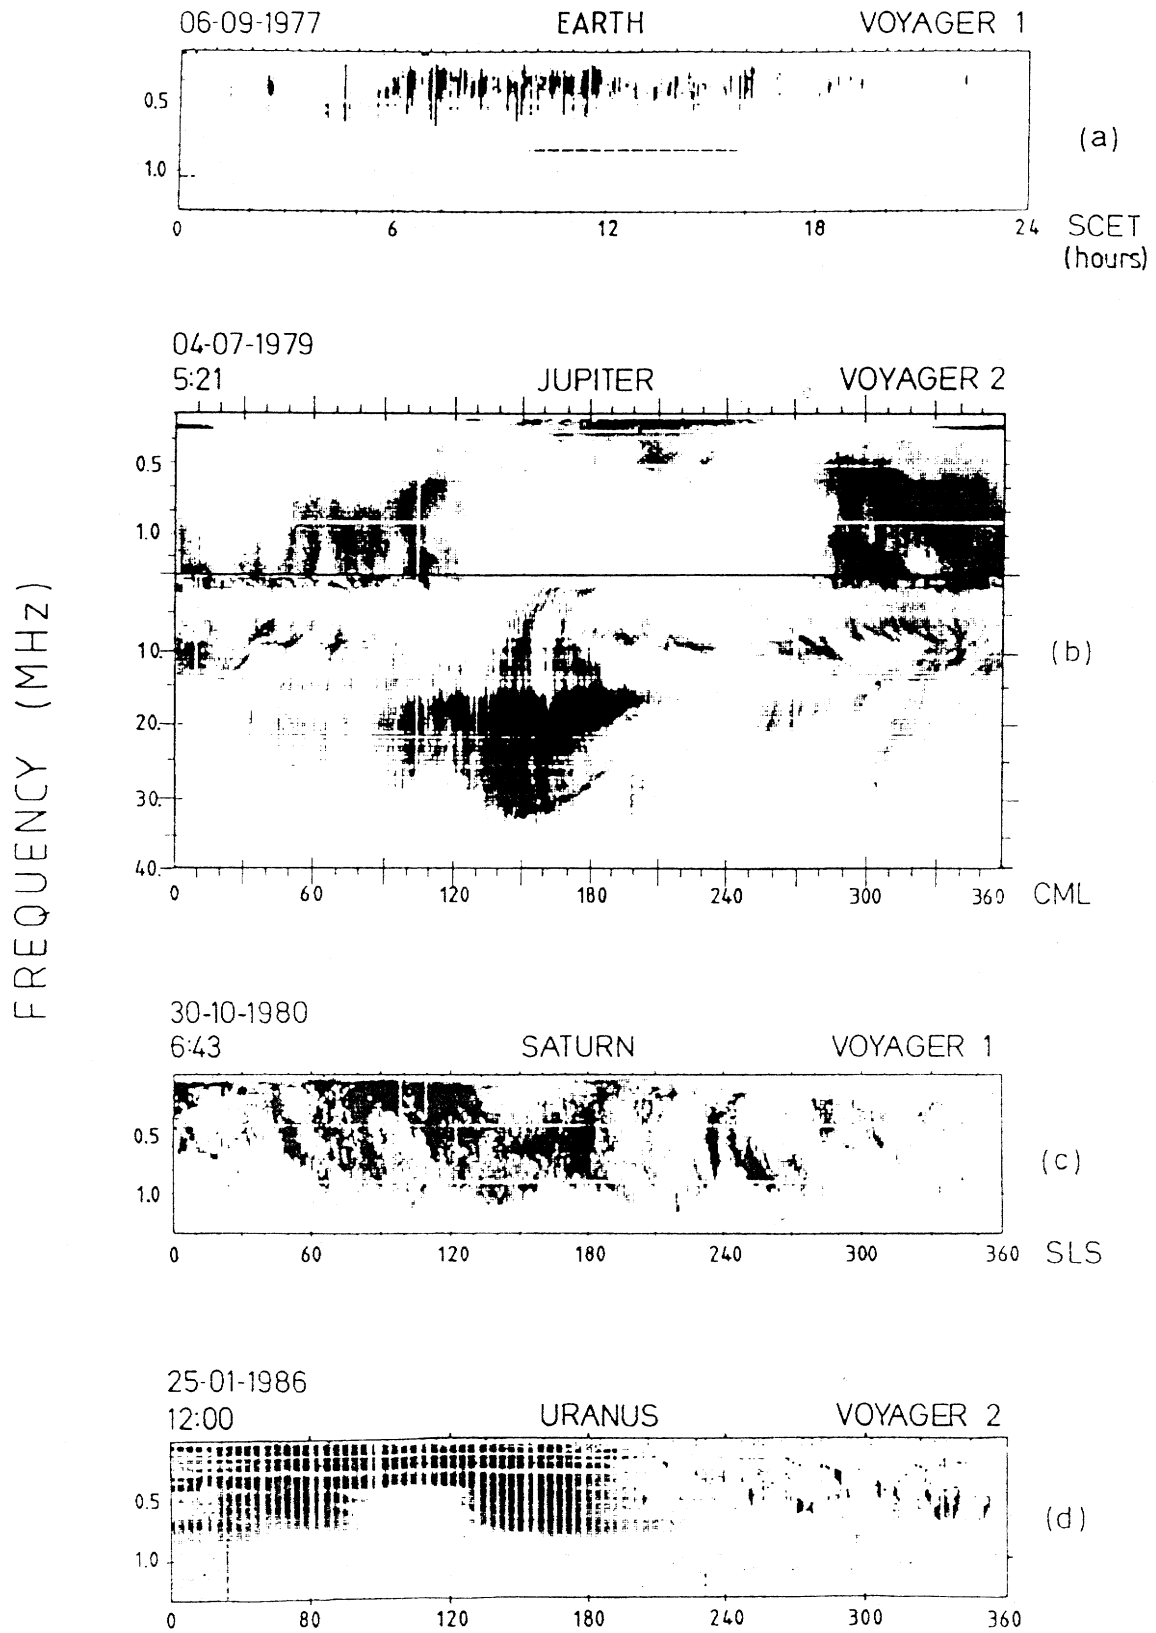 06-09-1977 EARTH VOYAGER 1
0.5
1.0
(a)
0 6 12 18 24 SCET
(hours)
04-07-1979
5:21 JUPITER VOYAGER 2
0.5
1.0
10
20
30
40
(b)
0 60 120 180 240 300 360 CML
FREQUENCY (MHz)
30-10-1980
6:43 SATURN VOYAGER 1
0.5
1.0
(c)
0 60 120 180 240 300 360 SLS
25-01-1986
12:00 URANUS VOYAGER 2
0.5
1.0
(d)
0 80 120 180 240 300 360